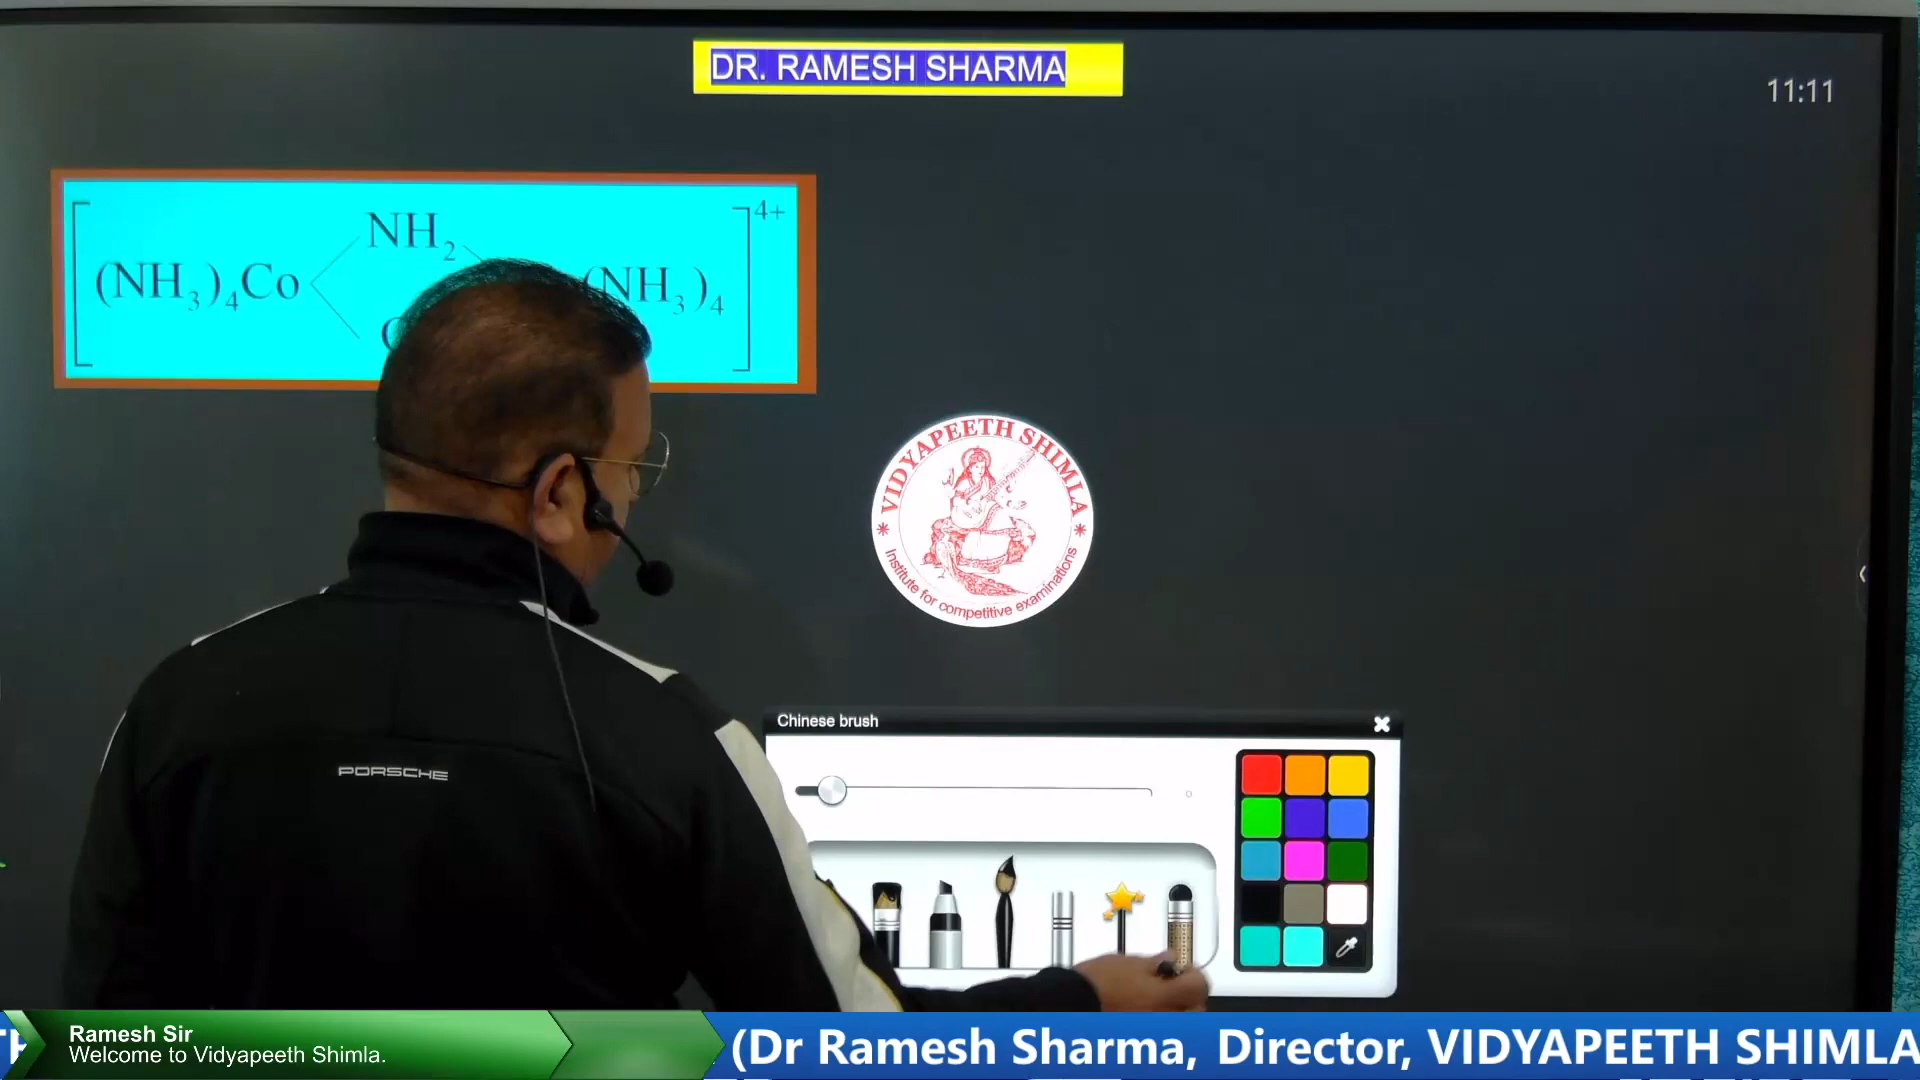 DR. RAMESH SHARMA
11:11
[(NH₃)₄Co NH₂ (NH₃)₄]⁴⁺
VIDYAPEETH SHIMLA
Institute for competitive examinations
Chinese brush
PORSCHE
Ramesh Sir
Welcome to Vidyapeeth Shimla.
(Dr Ramesh Sharma, Director, VIDYAPEETH SHIMLA